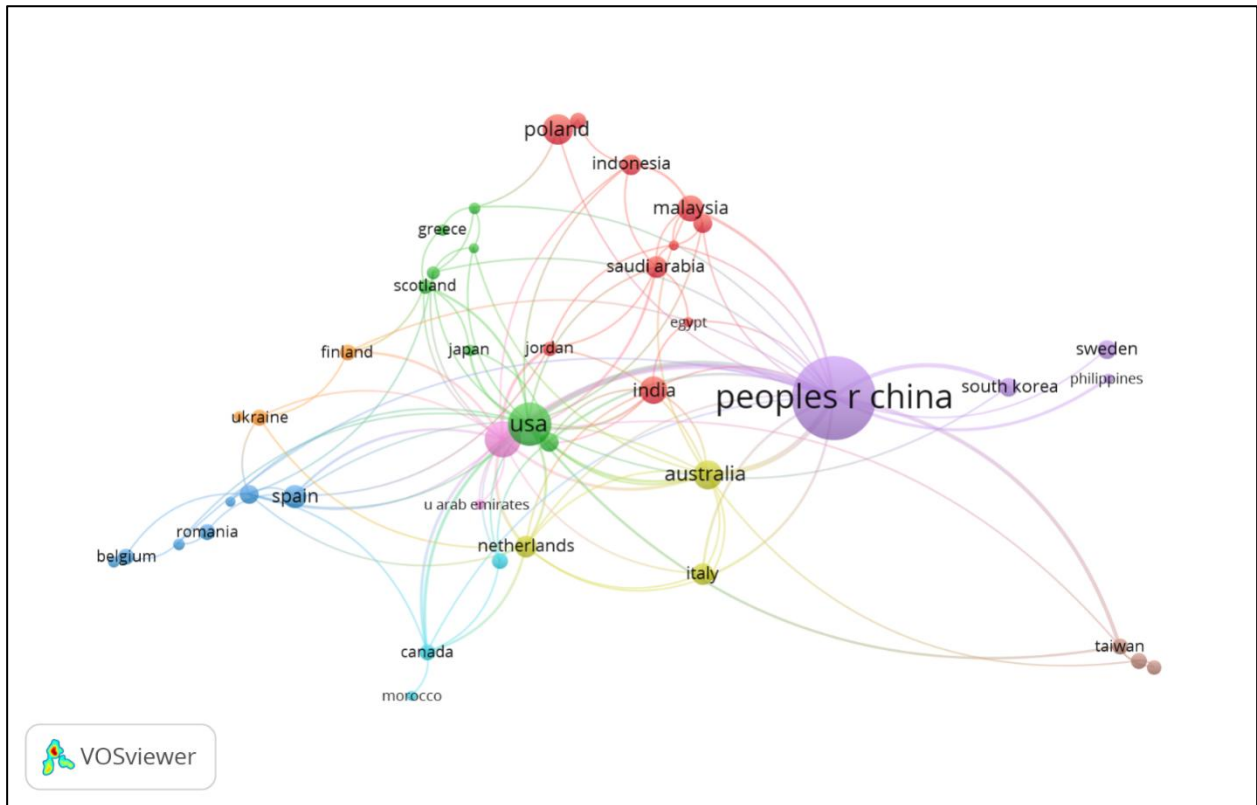 poland
indonesia
malaysia
greece
saudi arabia
scotland
egypt
finland
japan
jordan
sweden
philippines
south korea
india
peoples r china
ukraine
usa
australia
spain
u arab emirates
romania
netherlands
belgium
italy
canada
taiwan
morocco
VOSviewer